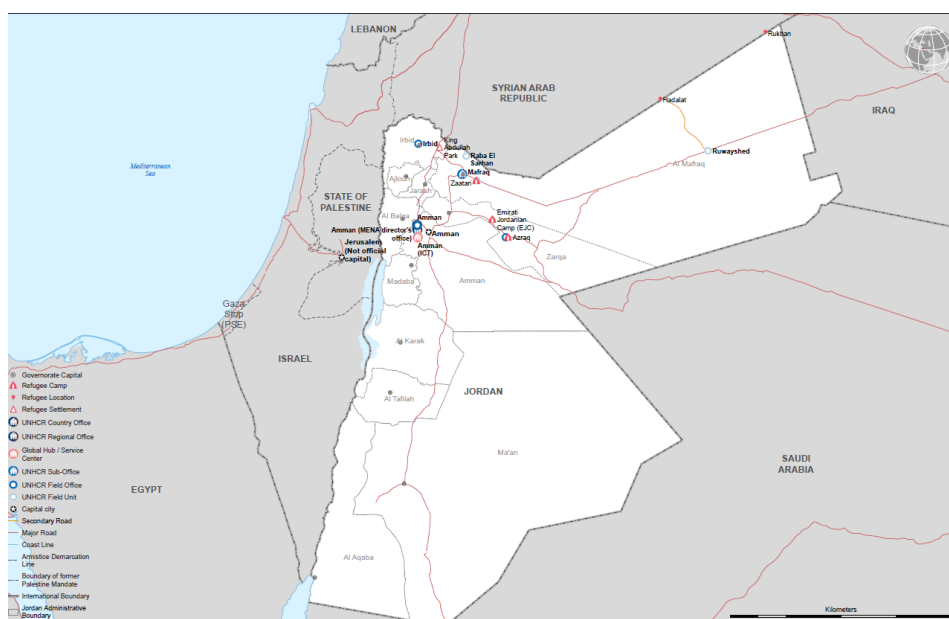 LEBANON
Rukban
SYRIAN ARAB
REPUBLIC
Hadalat
IRAQ
Irbid
Irbid
King
Abdullah
Park
Raba El
Sarhan
Ruwayshed
Al Mafraq
Mediterranean
Sea
Ajloun
Mafraq
Zaatari
Jarash
STATE OF
PALESTINE
Al Balqa
Amman
Emirati
Jordanian
Camp (EJC)
Amman (MENA director's
office)
Amman
Azraq
Jerusalem
(Not official
capital)
Amman
(ICT)
Zarqa
Madaba
Amman
Gaza
Strip
(PSE)
Al Karak
ISRAEL
JORDAN
Al Tafilah
Ma'an
SAUDI
ARABIA
EGYPT
Al Aqaba
Governorate Capital
Refugee Camp
Refugee Location
Refugee Settlement
UNHCR Country Office
UNHCR Regional Office
Global Hub / Service
Center
UNHCR Sub-Office
UNHCR Field Office
UNHCR Field Unit
Capital city
Secondary Road
Major Road
Coast Line
Armistice Demarcation
Line
Boundary of former
Palestine Mandate
International Boundary
Jordan Administrative
Boundary
Kilometers